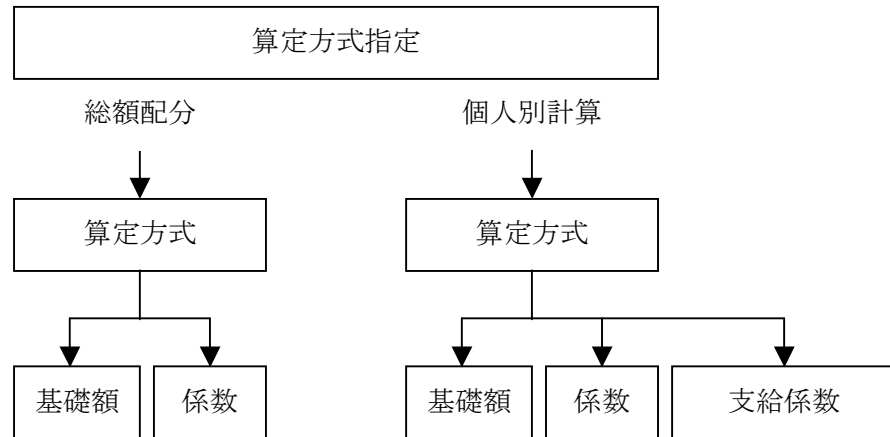 算定方式指定
総額配分 個人別計算
算定方式 算定方式
基礎額 係数 基礎額 係数 支給係数